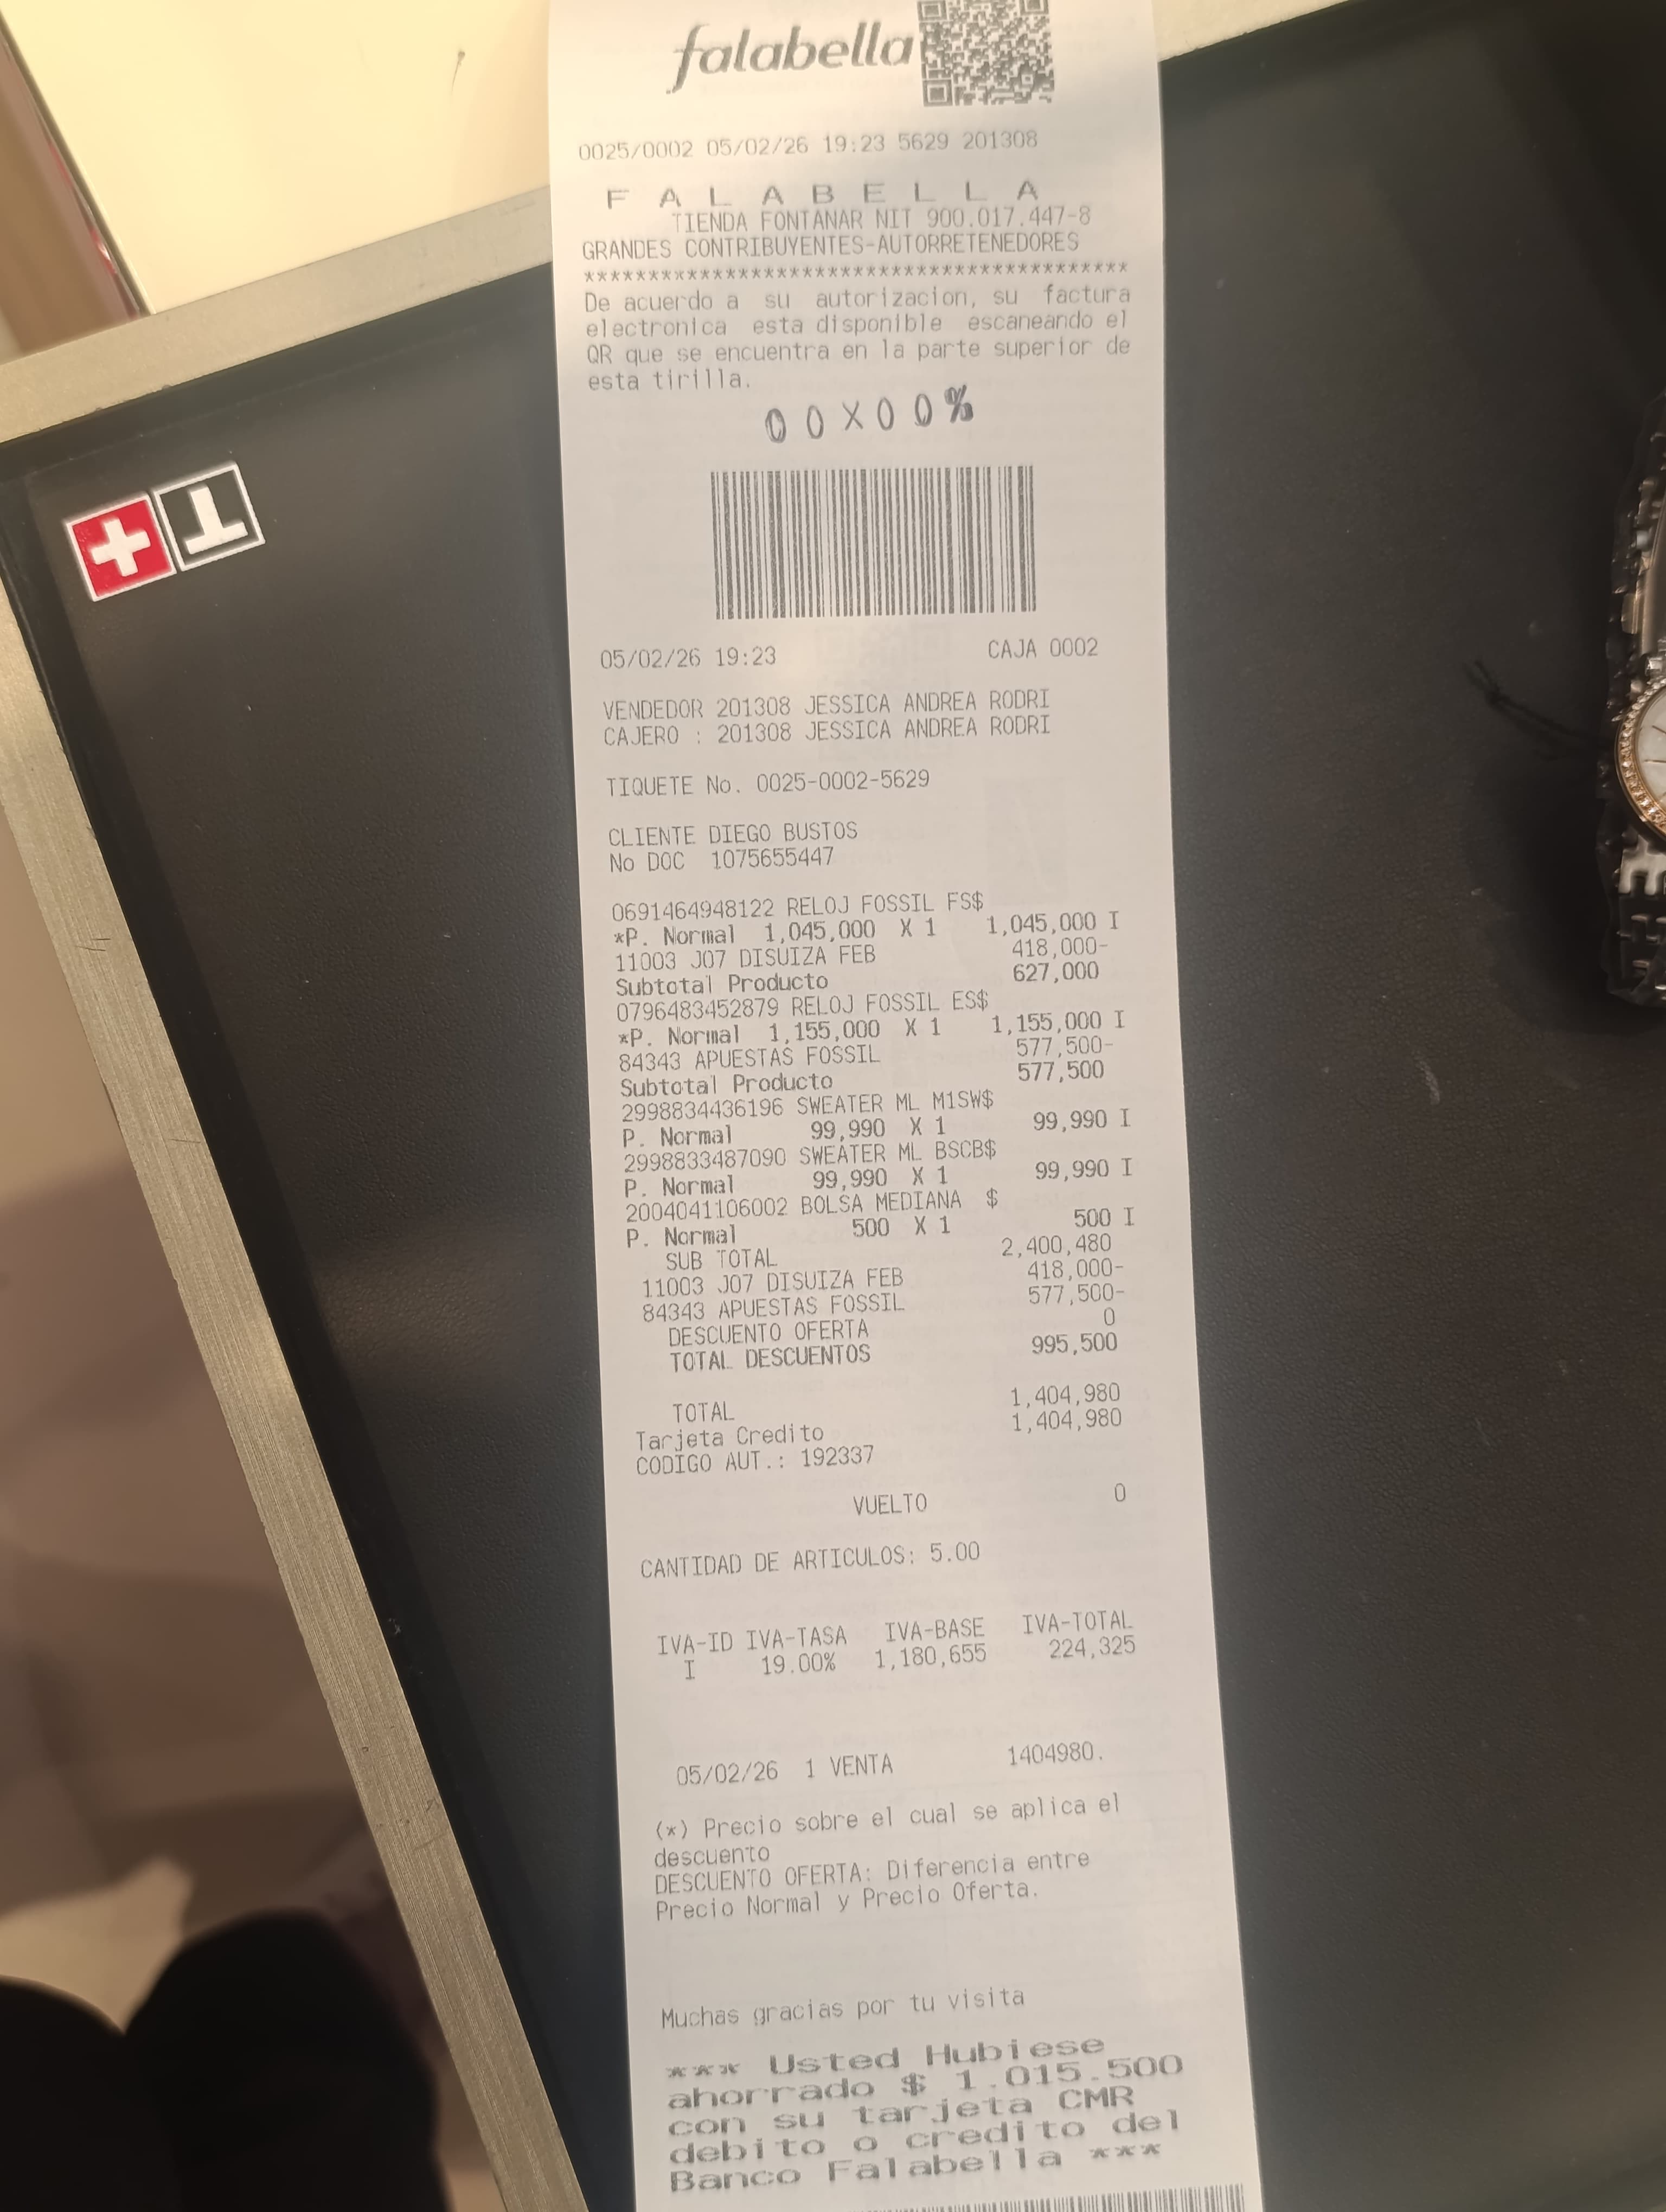 falabella
0025/0002 05/02/26 19:23 5629 201308
F A L A B E L L A
TIENDA FONTANAR NIT 900.017.447-8
GRANDES CONTRIBUYENTES-AUTORRETENEDORES
******************************************
De acuerdo a su autorizacion, su factura
electronica esta disponible escaneando el
QR que se encuentra en la parte superior de
esta tirilla.
00X00%
05/02/26 19:23 CAJA 0002
VENDEDOR 201308 JESSICA ANDREA RODRI
CAJERO : 201308 JESSICA ANDREA RODRI
TIQUETE No. 0025-0002-5629
CLIENTE DIEGO BUSTOS
No DOC 1075655447
0691464948122 RELOJ FOSSIL FS$
*P. Normal 1,045,000 X 1 1,045,000 I
11003 J07 DISUIZA FEB 418,000-
Subtotal Producto 627,000
0796483452879 RELOJ FOSSIL ES$
*P. Normal 1,155,000 X 1 1,155,000 I
84343 APUESTAS FOSSIL 577,500-
Subtotal Producto 577,500
2998834436196 SWEATER ML M1SW$
P. Normal 99,990 X 1 99,990 I
2998833487090 SWEATER ML BSCB$
P. Normal 99,990 X 1 99,990 I
2004041106002 BOLSA MEDIANA $
P. Normal 500 X 1 500 I
SUB TOTAL 2,400,480
11003 J07 DISUIZA FEB 418,000-
84343 APUESTAS FOSSIL 577,500-
DESCUENTO OFERTA 0
TOTAL DESCUENTOS 995,500
TOTAL 1,404,980
Tarjeta Credito 1,404,980
CODIGO AUT.: 192337
VUELTO 0
CANTIDAD DE ARTICULOS: 5.00
IVA-ID IVA-TASA IVA-BASE IVA-TOTAL
I 19.00% 1,180,655 224,325
05/02/26 1 VENTA 1404980.
(*) Precio sobre el cual se aplica el
descuento
DESCUENTO OFERTA: Diferencia entre
Precio Normal y Precio Oferta.
Muchas gracias por tu visita
*** Usted Hubiese
ahorrado $ 1.015.500
con su tarjeta CMR
debito o credito del
Banco Falabella ***